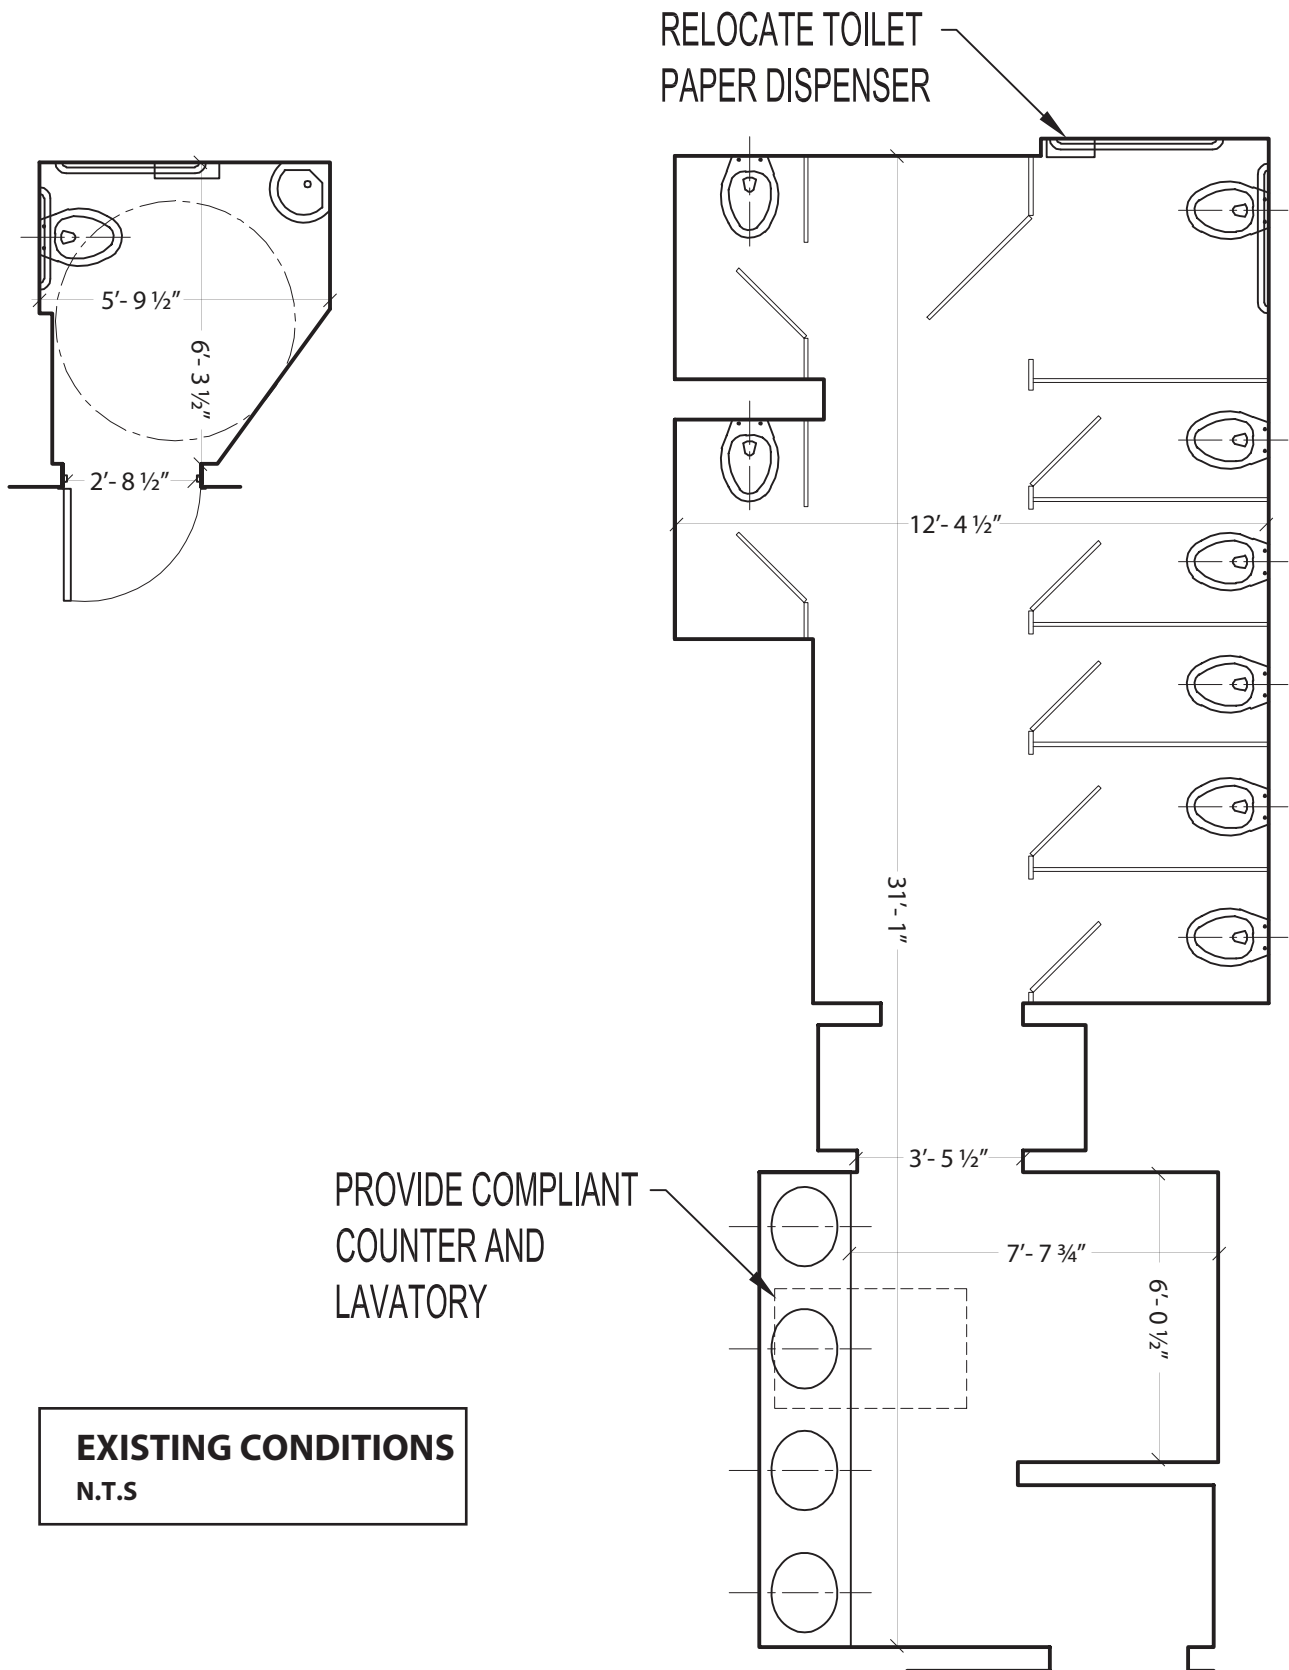 RELOCATE TOILET
PAPER DISPENSER
5’- 9 ½”
6’- 3 ½”
2’- 8 ½”
12’- 4 ½”
31’- 1”
3’- 5 ½”
PROVIDE COMPLIANT
COUNTER AND
LAVATORY
7’- 7 ¾”
6’- 0 ½”
EXISTING CONDITIONS
N.T.S